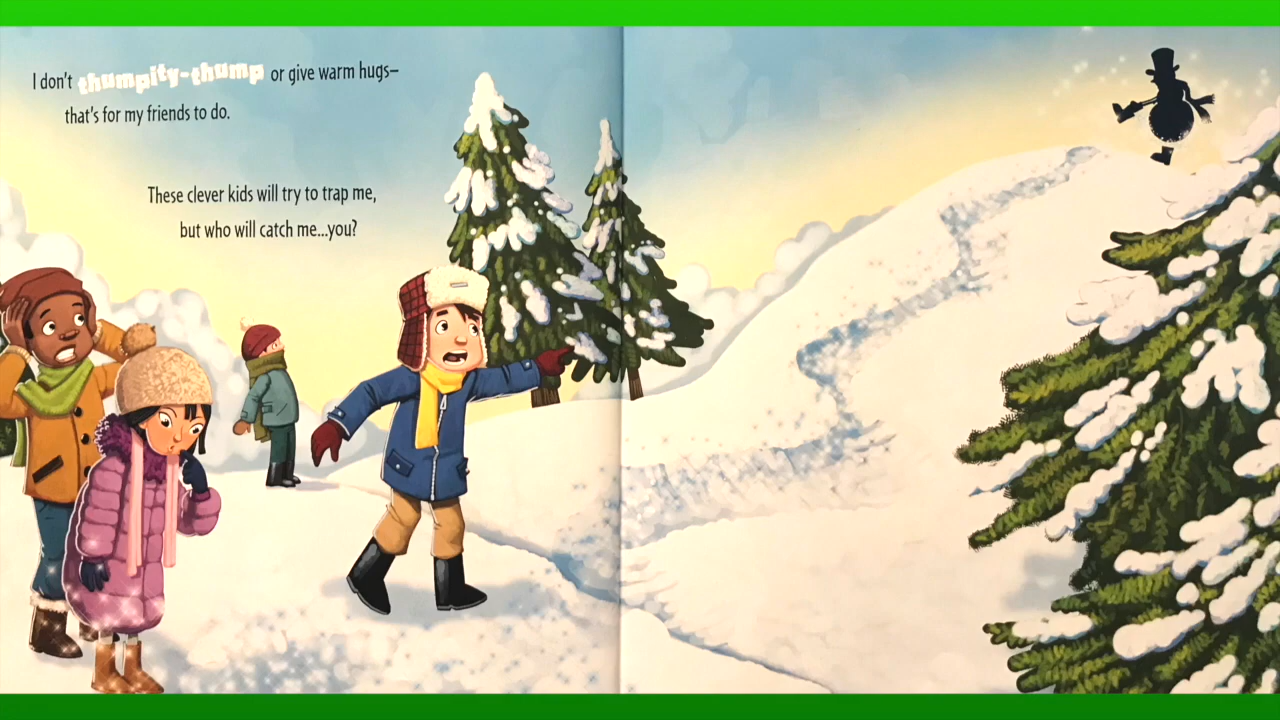 I don't thumpity-thump or give warm hugs–
that's for my friends to do.
These clever kids will try to trap me,
but who will catch me...you?